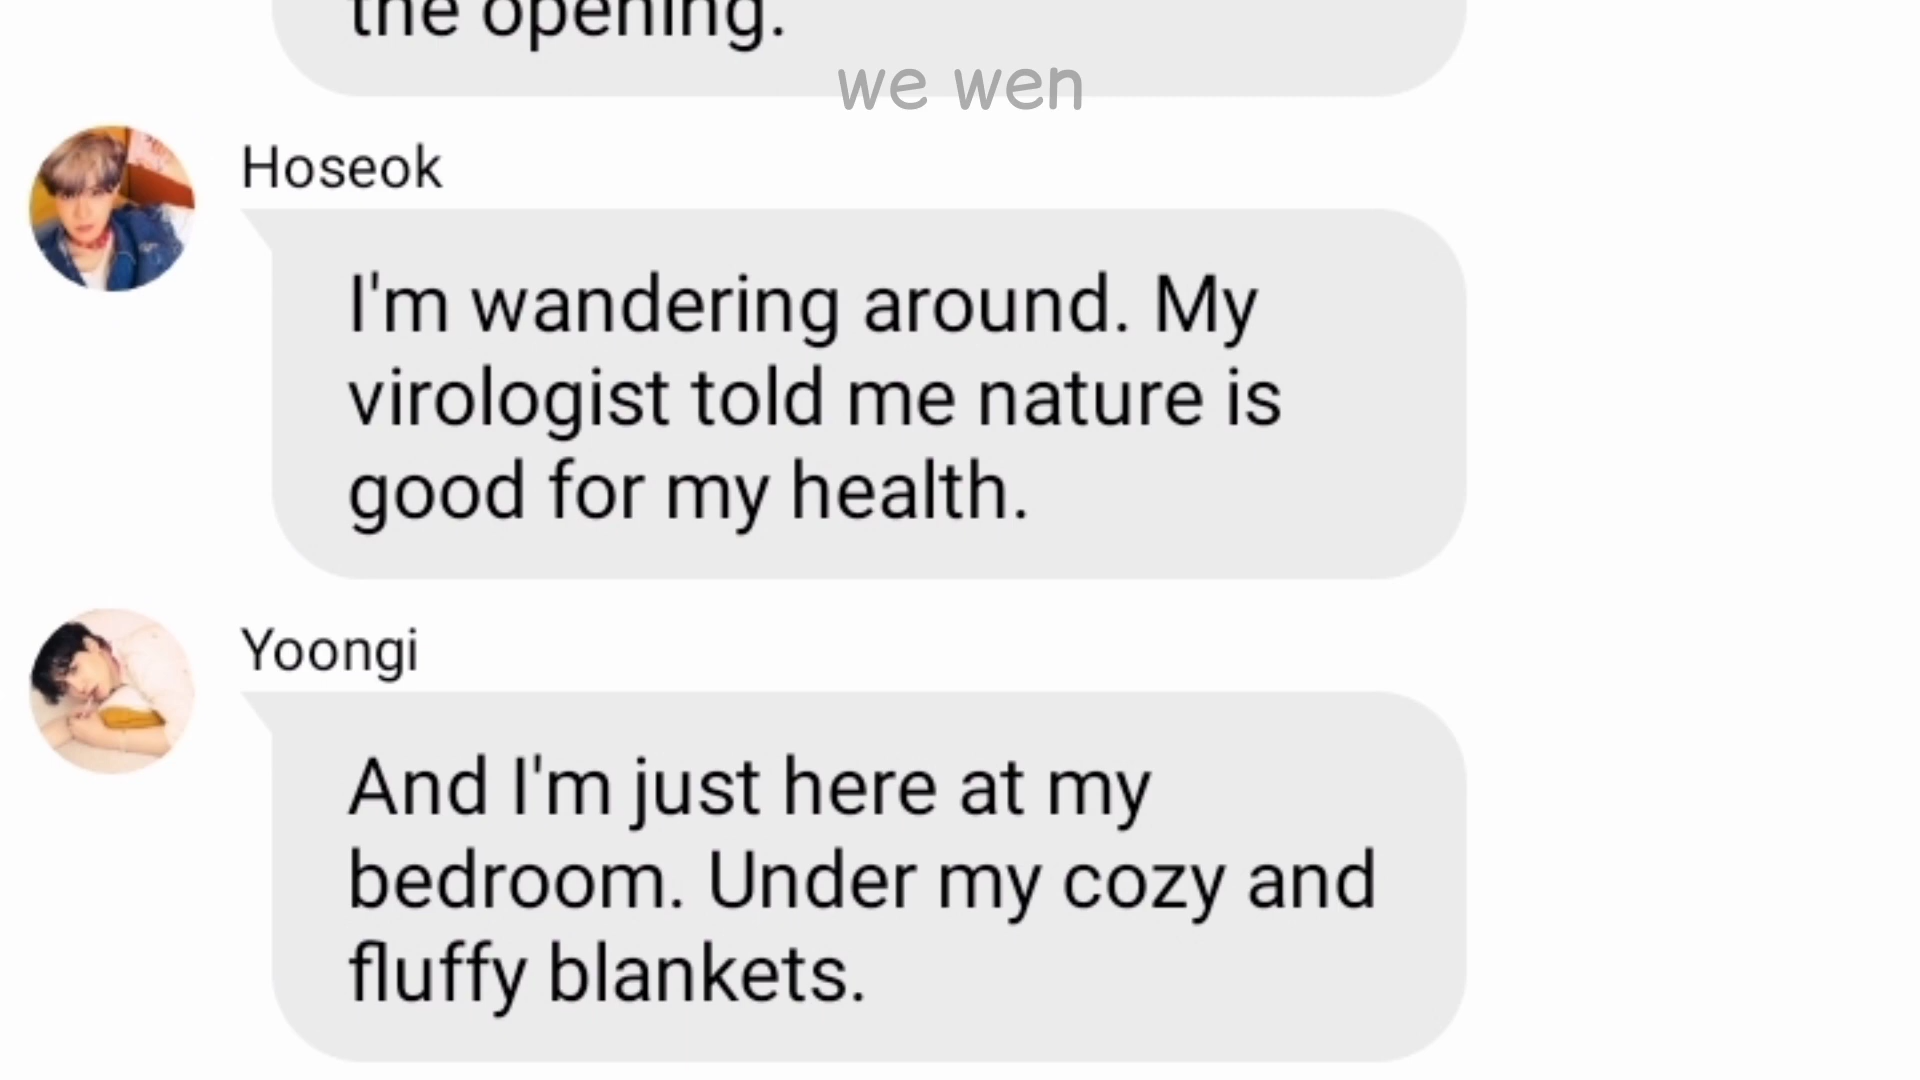 the opening.
we wen
Hoseok
I'm wandering around. My
virologist told me nature is
good for my health.
Yoongi
And I'm just here at my
bedroom. Under my cozy and
fluffy blankets.